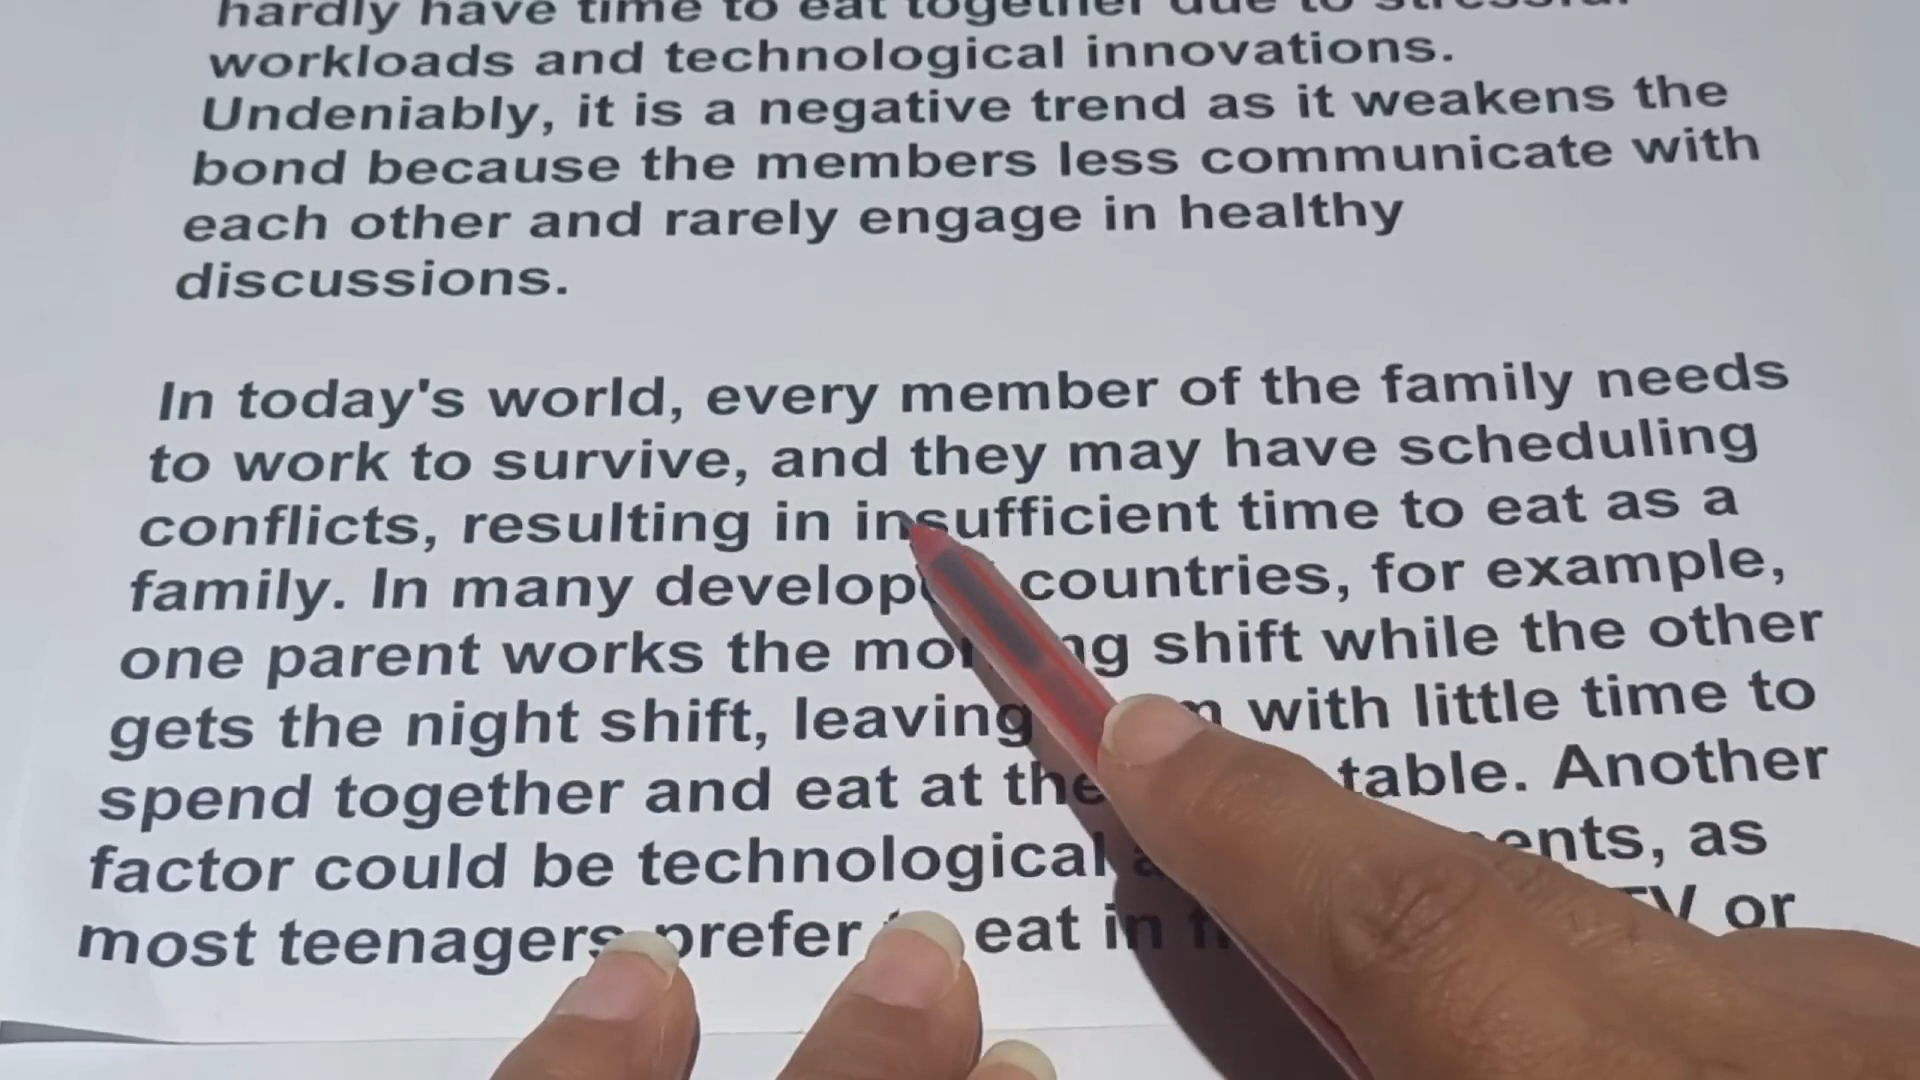 hardly have time to eat together due to stressful
workloads and technological innovations.
Undeniably, it is a negative trend as it weakens the
bond because the members less communicate with
each other and rarely engage in healthy
discussions.
In today's world, every member of the family needs
to work to survive, and they may have scheduling
conflicts, resulting in insufficient time to eat as a
family. In many countries, for example,
one parent works the morning shift while the other
gets the night shift, leaving with little time to
spend together and eat at the table. Another
factor could be technological as
most teenagers prefer eat in TV or